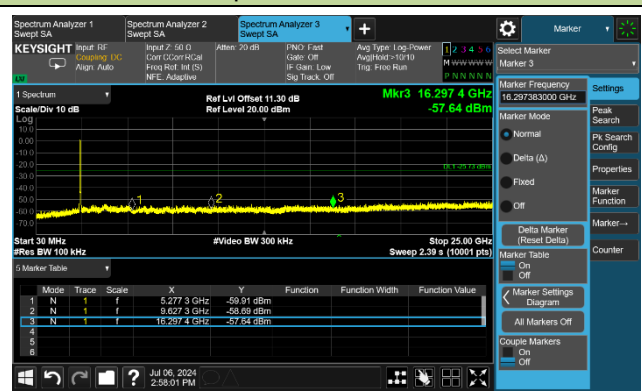 Spectrum Analyzer 1
Swept SA
Spectrum Analyzer 2
Swept SA
Spectrum Analyzer 3
Swept SA
Marker
KEYSIGHT
Input: RF
Coupling: DC
Align: Auto
Input Z: 50 Ω
Corr CCorr RCal
Freq Ref: Int (S)
NFE: Adaptive
Atten: 20 dB
PNO: Fast
Gate: Off
IF Gain: Low
Sig Track: Off
Avg Type: Log-Power
Avg|Hold:>10/10
Trig: Free Run
1 2 3 4 5 6
M W W W W W
P N N N N N
LXI
Select Marker
Marker 3
1 Spectrum
Scale/Div 10 dB
Ref Lvl Offset 11.30 dB
Ref Level 20.00 dBm
Mkr3 16.297 4 GHz
-57.64 dBm
Log
10.0
0.00
-10.0
-20.0
-30.0
-40.0
-50.0
-60.0
-70.0
DL1 -25.73 dBm
1
2
3
Start 30 MHz
#Res BW 100 kHz
#Video BW 300 kHz
Stop 25.00 GHz
Sweep 2.39 s (10001 pts)
5 Marker Table
Mode Trace Scale X Y Function Function Width Function Value
1 N 1 f 5.277 3 GHz -59.91 dBm
2 N 1 f 9.627 3 GHz -58.69 dBm
3 N 1 f 16.297 4 GHz -57.64 dBm
4
5
6
Marker Frequency
16.297383000 GHz
Marker Mode
Normal
Delta (Δ)
Fixed
Off
Delta Marker
(Reset Delta)
Marker Table
On
Off
Marker Settings
Diagram
All Markers Off
Couple Markers
On
Off
Settings
Peak
Search
Pk Search
Config
Properties
Marker
Function
Marker→
Counter
?
Jul 06, 2024
2:58:01 PM